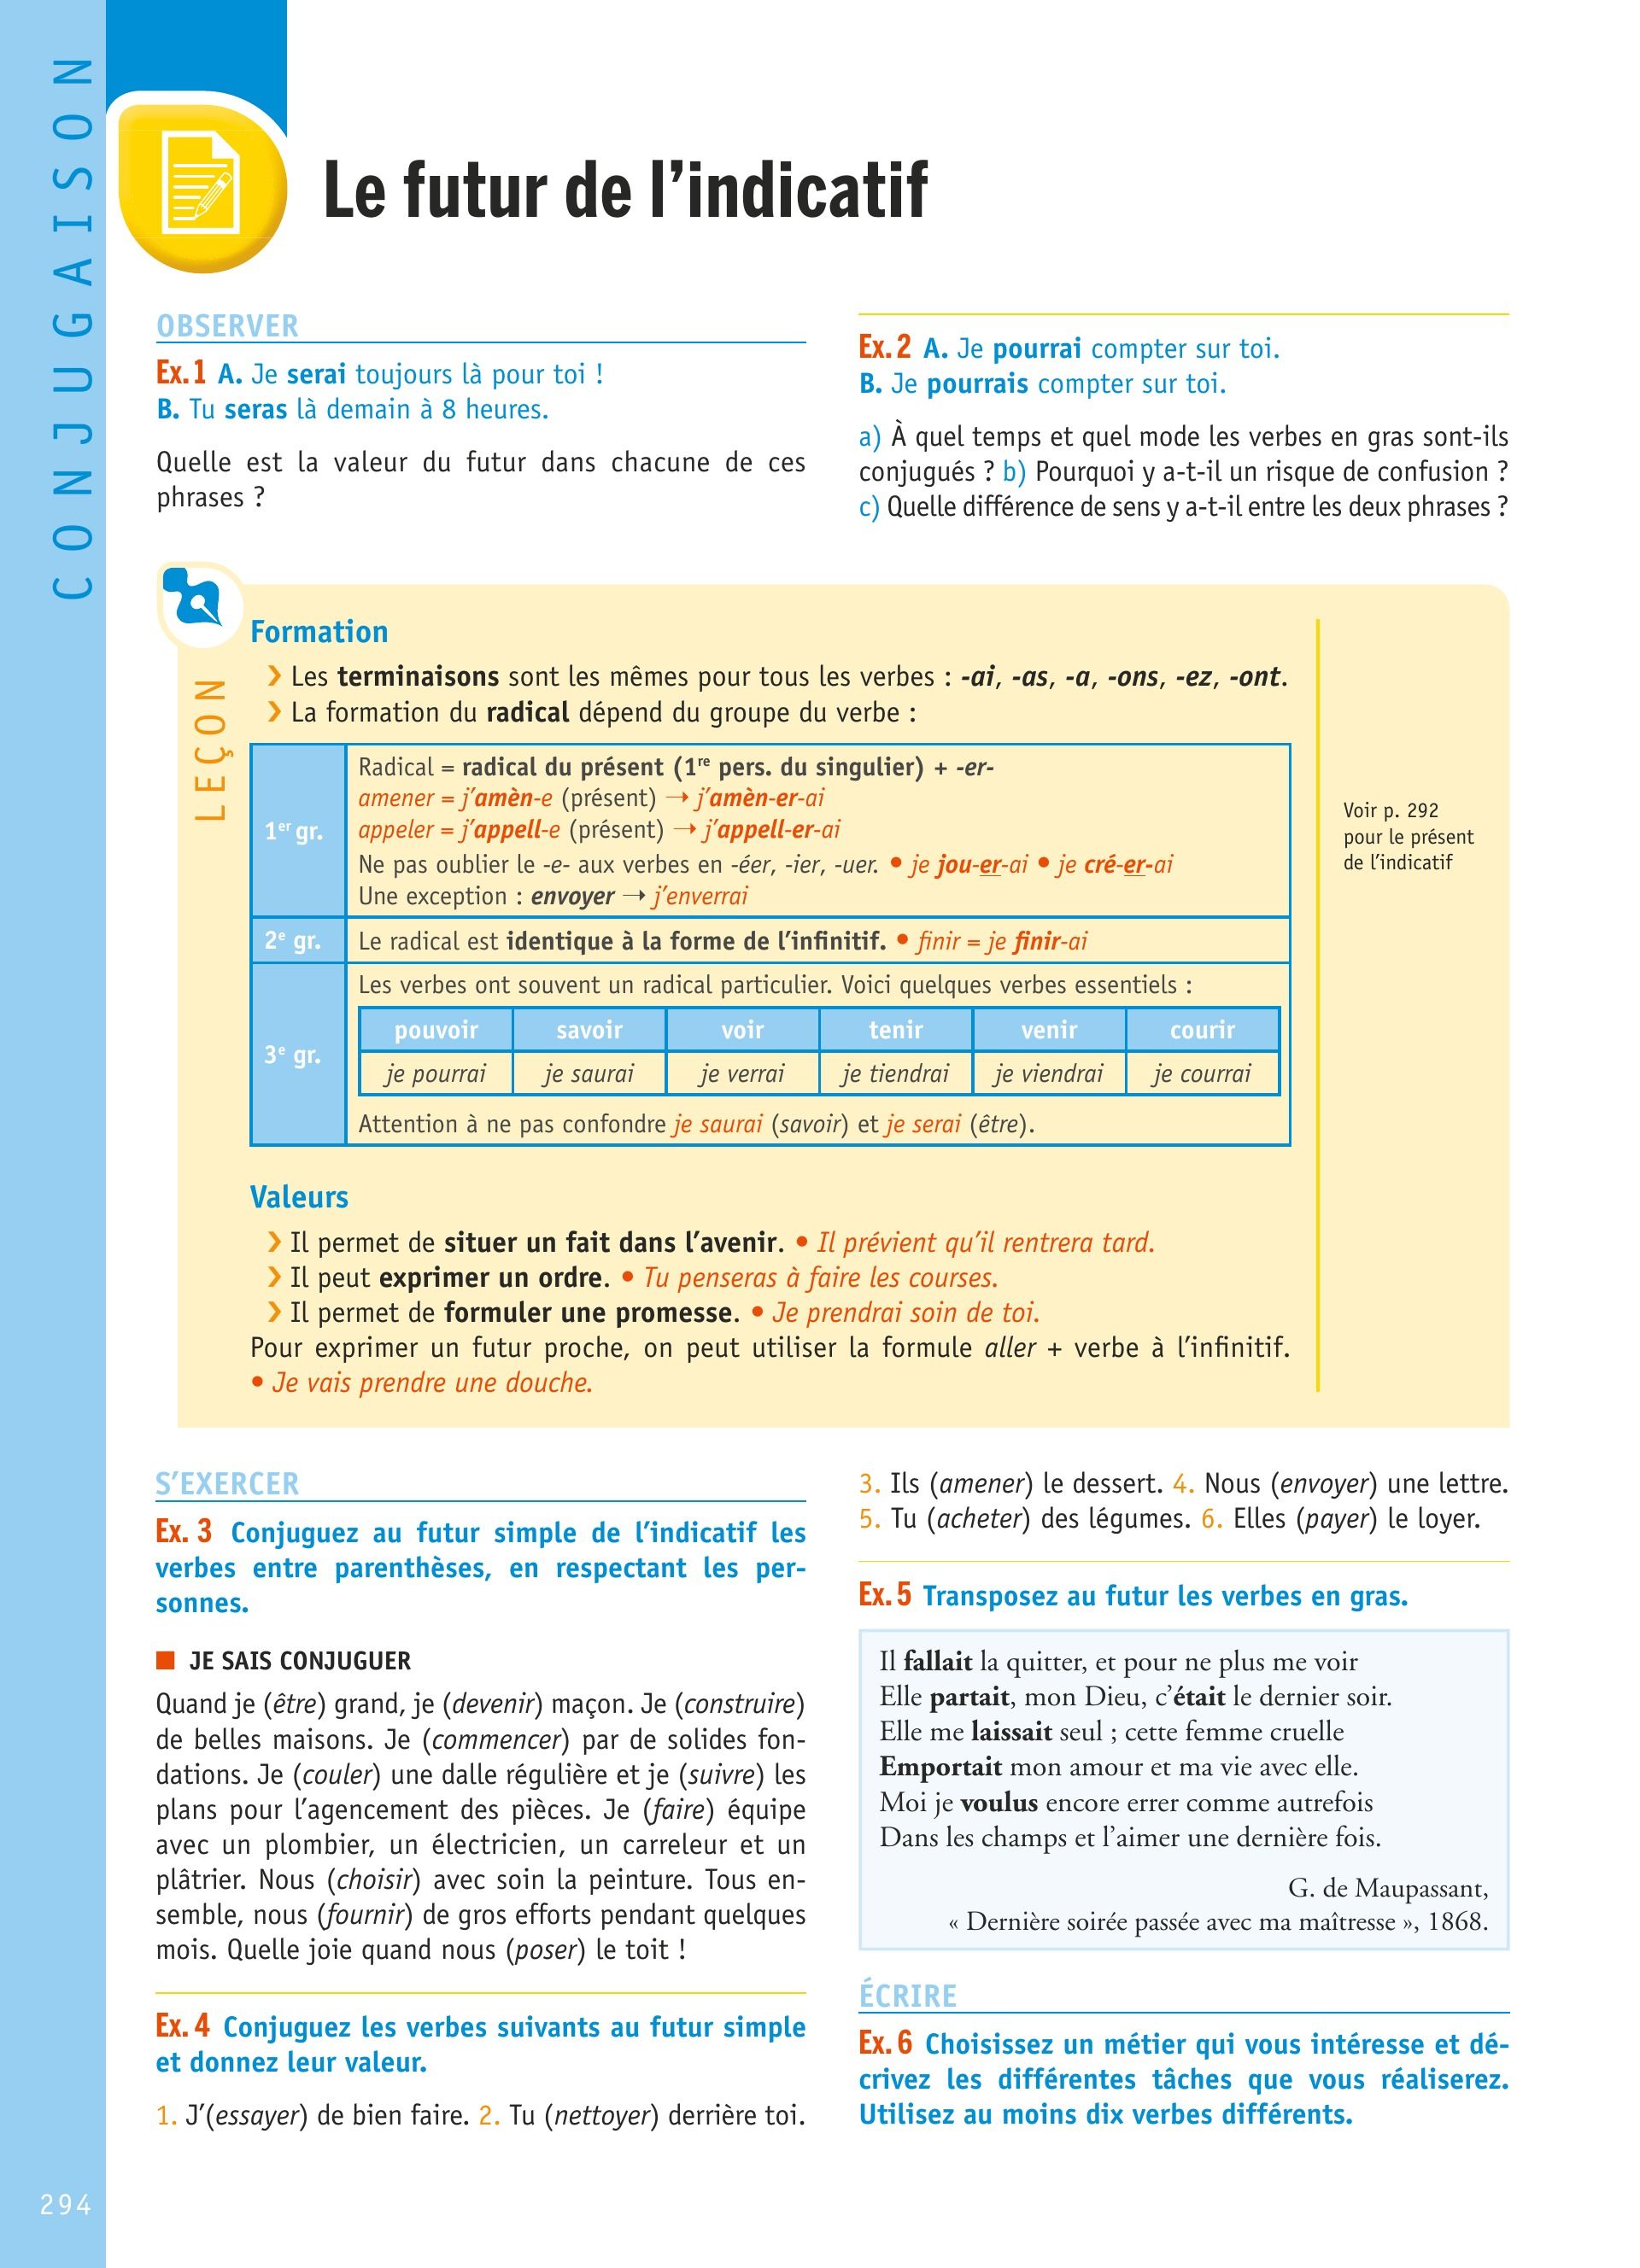 CONJUGAISON
Le futur de l’indicatif
OBSERVER
Ex.1 A. Je serai toujours là pour toi !
B. Tu seras là demain à 8 heures.
Quelle est la valeur du futur dans chacune de ces
phrases ?
Ex.2 A. Je pourrai compter sur toi.
B. Je pourrais compter sur toi.
a) À quel temps et quel mode les verbes en gras sont-ils
conjugués ? b) Pourquoi y a-t-il un risque de confusion ?
c) Quelle différence de sens y a-t-il entre les deux phrases ?
LEÇON
Formation
› Les terminaisons sont les mêmes pour tous les verbes : -ai, -as, -a, -ons, -ez, -ont.
› La formation du radical dépend du groupe du verbe :
1er gr.
Radical = radical du présent (1re pers. du singulier) + -er-
amener = j’amèn-e (présent) → j’amèn-er-ai
appeler = j’appell-e (présent) → j’appell-er-ai
Ne pas oublier le -e- aux verbes en -éer, -ier, -uer. • je jou-er-ai • je cré-er-ai
Une exception : envoyer → j’enverrai
2e gr.
Le radical est identique à la forme de l’infinitif. • finir = je finir-ai
3e gr.
Les verbes ont souvent un radical particulier. Voici quelques verbes essentiels :
pouvoir savoir voir tenir venir courir
je pourrai je saurai je verrai je tiendrai je viendrai je courrai
Attention à ne pas confondre je saurai (savoir) et je serai (être).
Voir p. 292
pour le présent
de l’indicatif
Valeurs
› Il permet de situer un fait dans l’avenir. • Il prévient qu’il rentrera tard.
› Il peut exprimer un ordre. • Tu penseras à faire les courses.
› Il permet de formuler une promesse. • Je prendrai soin de toi.
Pour exprimer un futur proche, on peut utiliser la formule aller + verbe à l’infinitif.
• Je vais prendre une douche.
S’EXERCER
Ex. 3 Conjuguez au futur simple de l’indicatif les
verbes entre parenthèses, en respectant les per-
sonnes.
■ JE SAIS CONJUGUER
Quand je (être) grand, je (devenir) maçon. Je (construire)
de belles maisons. Je (commencer) par de solides fon-
dations. Je (couler) une dalle régulière et je (suivre) les
plans pour l’agencement des pièces. Je (faire) équipe
avec un plombier, un électricien, un carreleur et un
plâtrier. Nous (choisir) avec soin la peinture. Tous en-
semble, nous (fournir) de gros efforts pendant quelques
mois. Quelle joie quand nous (poser) le toit !
Ex. 4 Conjuguez les verbes suivants au futur simple
et donnez leur valeur.
1. J’(essayer) de bien faire. 2. Tu (nettoyer) derrière toi.
3. Ils (amener) le dessert. 4. Nous (envoyer) une lettre.
5. Tu (acheter) des légumes. 6. Elles (payer) le loyer.
Ex. 5 Transposez au futur les verbes en gras.
Il fallait la quitter, et pour ne plus me voir
Elle partait, mon Dieu, c’était le dernier soir.
Elle me laissait seul ; cette femme cruelle
Emportait mon amour et ma vie avec elle.
Moi je voulus encore errer comme autrefois
Dans les champs et l’aimer une dernière fois.
G. de Maupassant,
« Dernière soirée passée avec ma maîtresse », 1868.
ÉCRIRE
Ex. 6 Choisissez un métier qui vous intéresse et dé-
crivez les différentes tâches que vous réaliserez.
Utilisez au moins dix verbes différents.
294